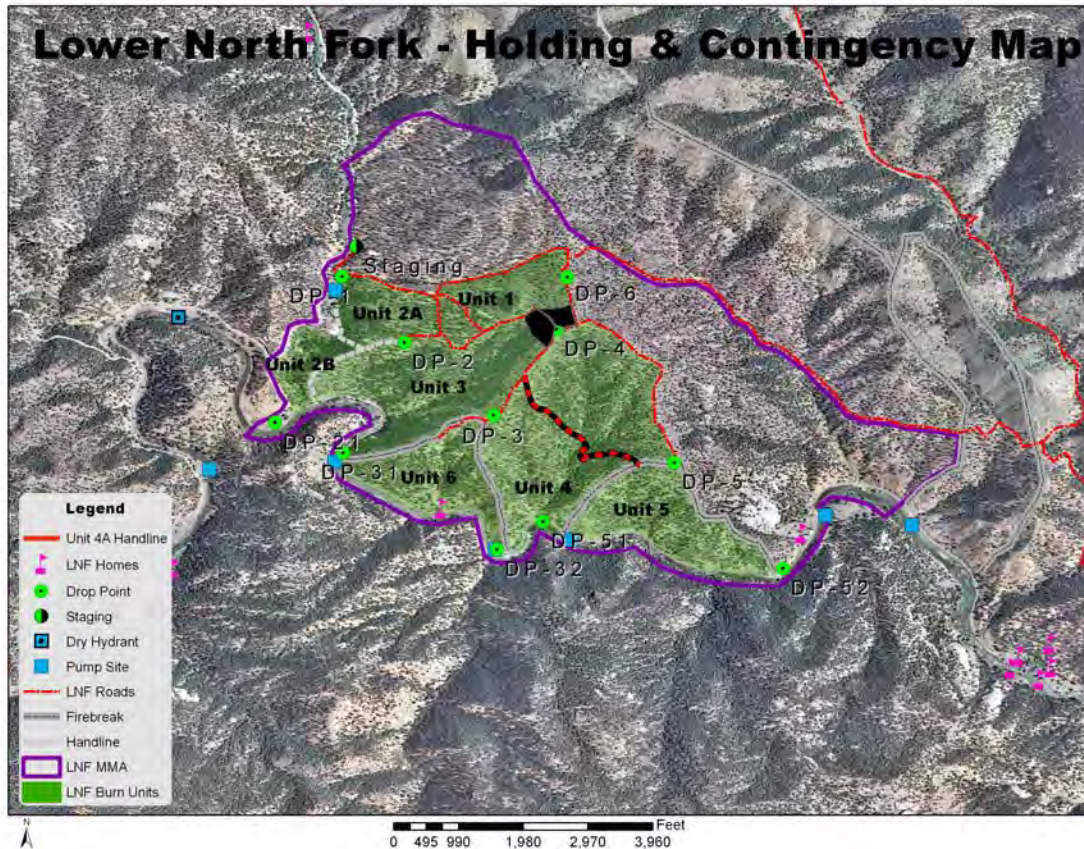 Lower North Fork - Holding & Contingency Map
Staging
DP-1
Unit 1
DP-6
Unit 2A
DP-4
DP-2
Unit 2B
Unit 3
DP-3
DP-21
DP-31
DP-5
Unit 6
Unit 4
Unit 5
DP-51
DP-32
DP-52
Legend
Unit 4A Handline
LNF Homes
Drop Point
Staging
Dry Hydrant
Pump Site
LNF Roads
Firebreak
Handline
LNF MMA
LNF Burn Units
N
Feet
0 495 990 1,980 2,970 3,960